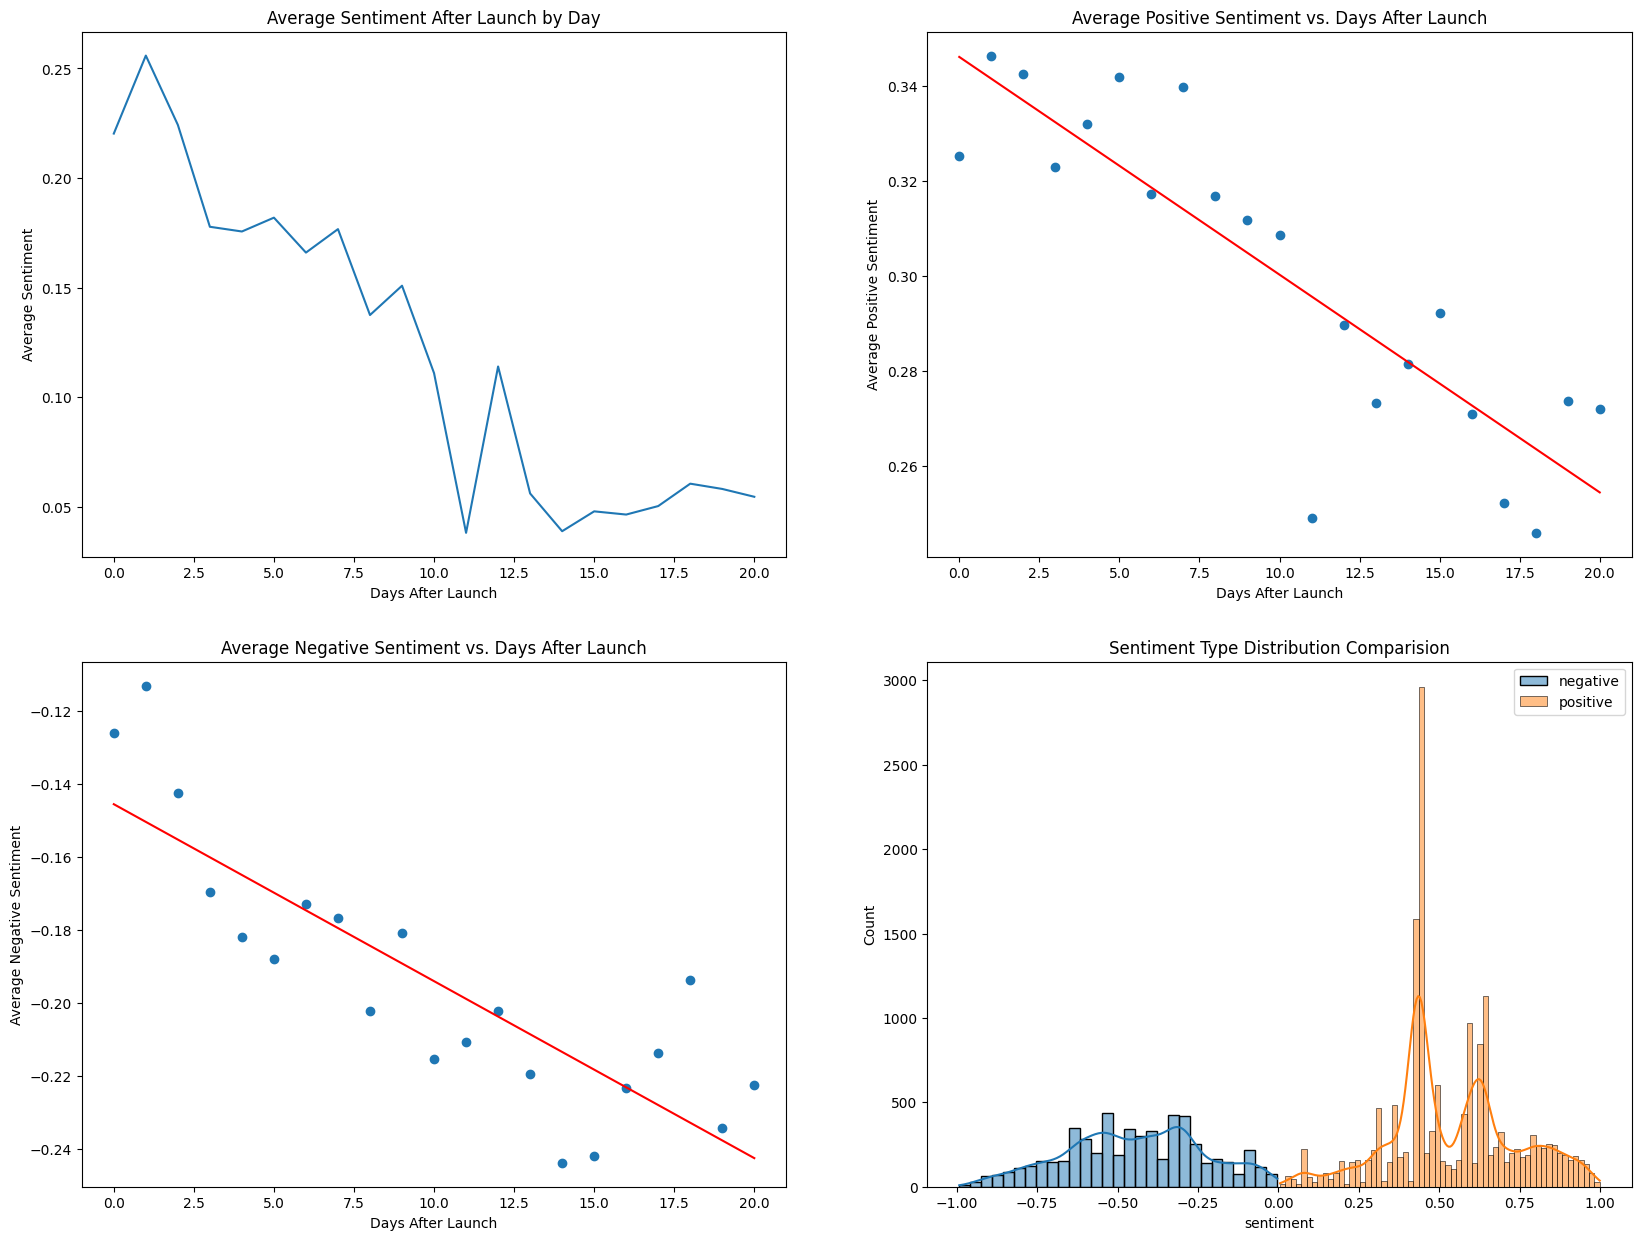 Average Sentiment After Launch by Day
0.25
0.20
0.15
0.10
0.05
Average Sentiment
0.0 2.5 5.0 7.5 10.0 12.5 15.0 17.5 20.0
Days After Launch
Average Positive Sentiment vs. Days After Launch
0.34
0.32
0.30
0.28
0.26
Average Positive Sentiment
0.0 2.5 5.0 7.5 10.0 12.5 15.0 17.5 20.0
Days After Launch
Average Negative Sentiment vs. Days After Launch
−0.12
−0.14
−0.16
−0.18
−0.20
−0.22
−0.24
Average Negative Sentiment
0.0 2.5 5.0 7.5 10.0 12.5 15.0 17.5 20.0
Days After Launch
Sentiment Type Distribution Comparision
negative
positive
3000
2500
2000
1500
1000
500
0
Count
−1.00 −0.75 −0.50 −0.25 0.00 0.25 0.50 0.75 1.00
sentiment